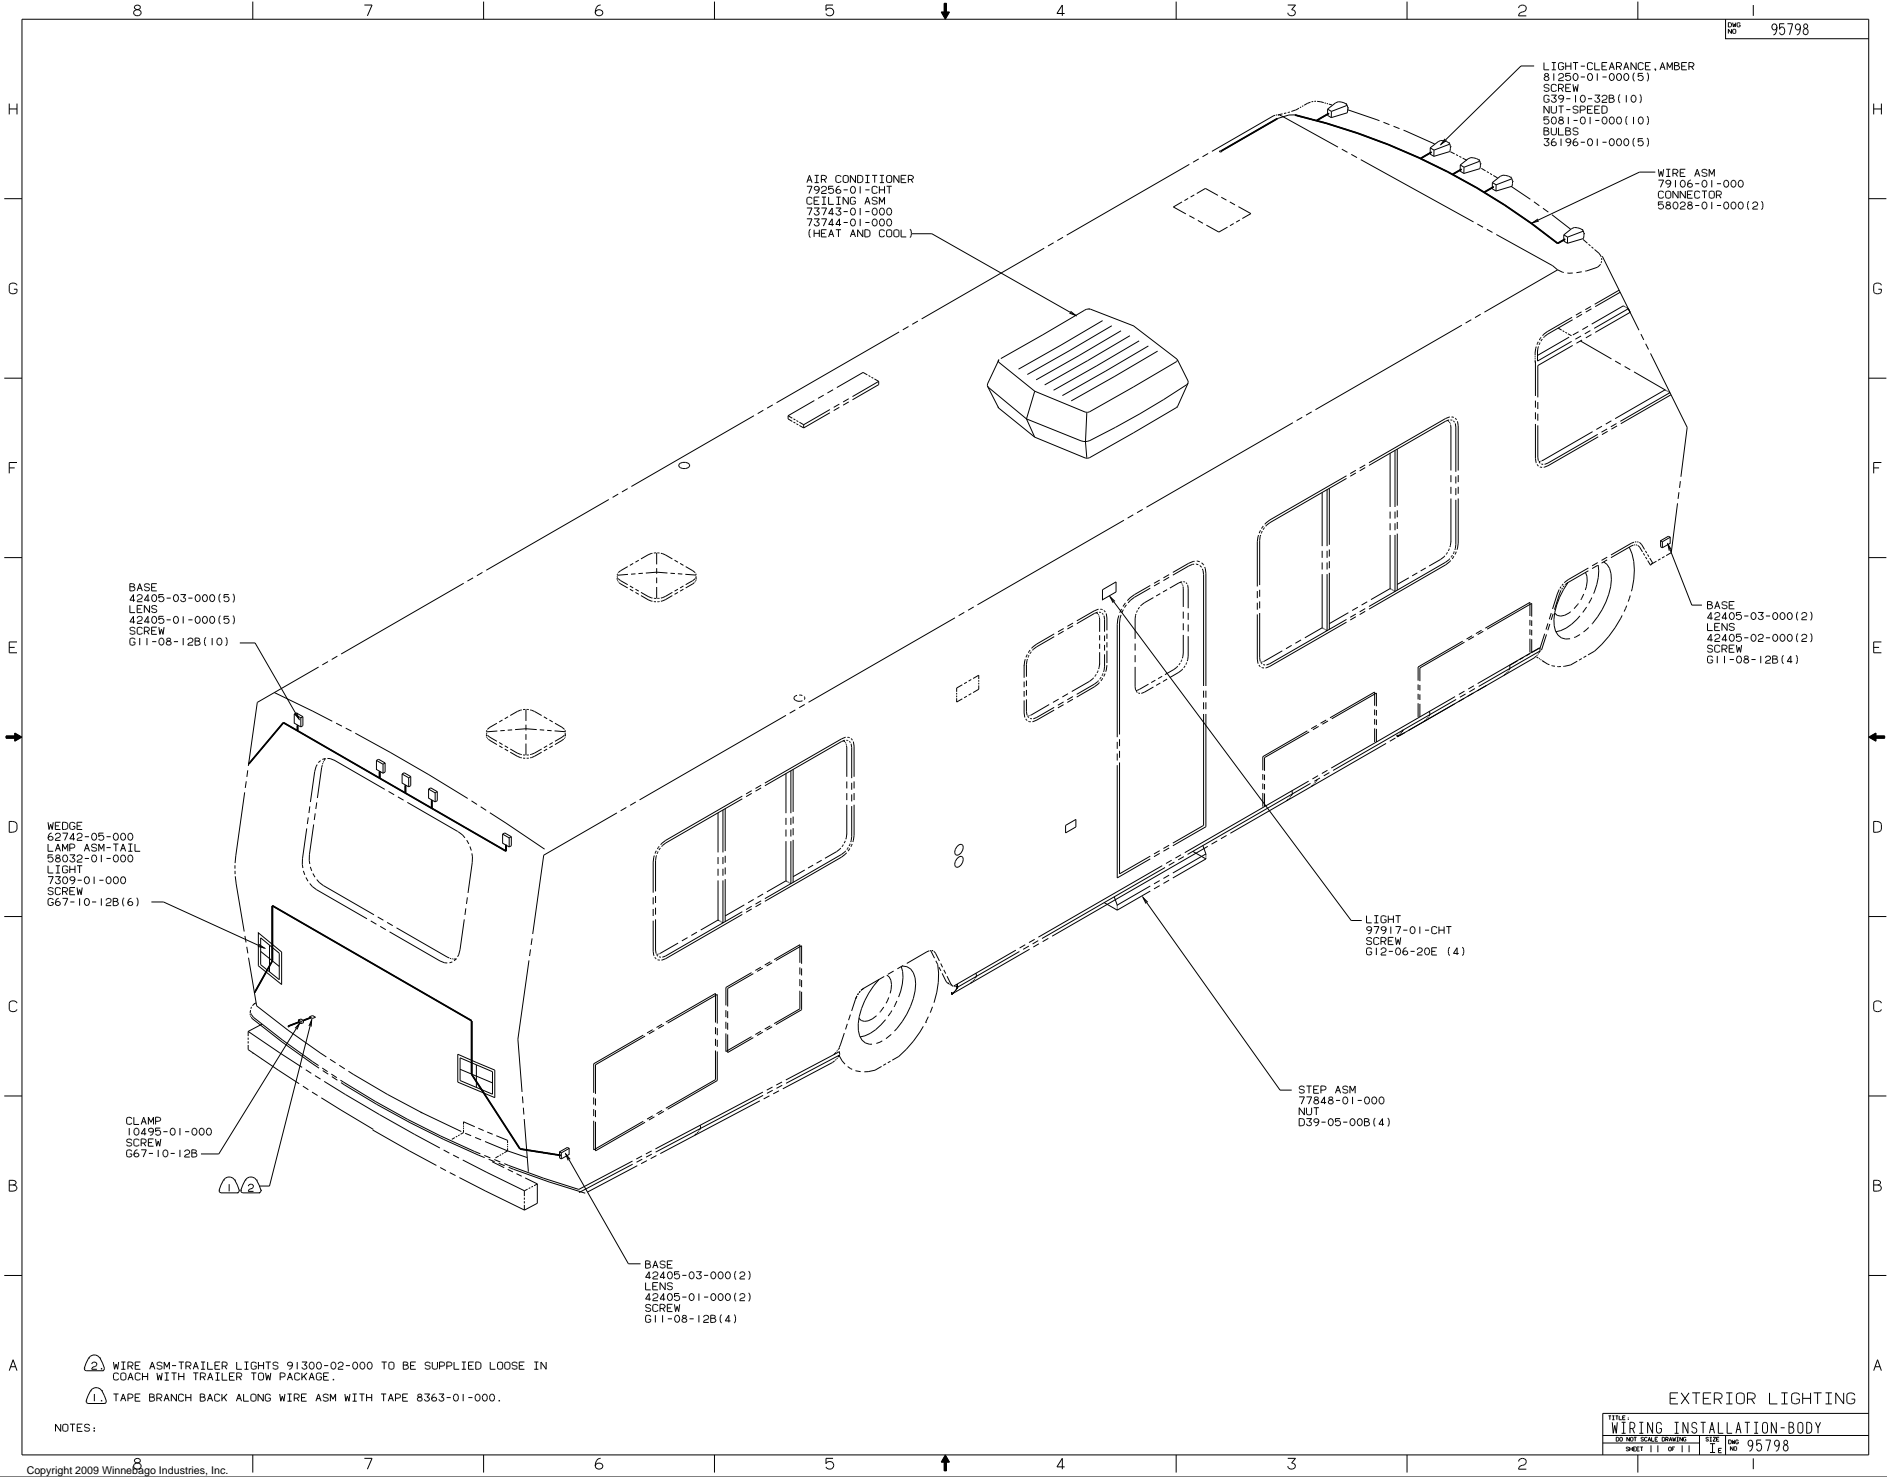 8 7 6 5 4 3 2 1
DWG NO 95798
H H
G G
F F
E E
D D
C C
B B
A A
LIGHT-CLEARANCE,AMBER
81250-01-000(5)
SCREW
G39-10-32B(10)
NUT-SPEED
5081-01-000(10)
BULBS
36196-01-000(5)
WIRE ASM
79106-01-000
CONNECTOR
58028-01-000(2)
AIR CONDITIONER
79256-01-CHT
CEILING ASM
73743-01-000
73744-01-000
(HEAT AND COOL)
BASE
42405-03-000(5)
LENS
42405-01-000(5)
SCREW
G11-08-12B(10)
BASE
42405-03-000(2)
LENS
42405-02-000(2)
SCREW
G11-08-12B(4)
WEDGE
62742-05-000
LAMP ASM-TAIL
58032-01-000
LIGHT
7309-01-000
SCREW
G67-10-12B(6)
LIGHT
97917-01-CHT
SCREW
G12-06-20E (4)
STEP ASM
77848-01-000
NUT
D39-05-00B(4)
CLAMP
10495-01-000
SCREW
G67-10-12B
1 2
BASE
42405-03-000(2)
LENS
42405-01-000(2)
SCREW
G11-08-12B(4)
2. WIRE ASM-TRAILER LIGHTS 91300-02-000 TO BE SUPPLIED LOOSE IN
COACH WITH TRAILER TOW PACKAGE.
1. TAPE BRANCH BACK ALONG WIRE ASM WITH TAPE 8363-01-000.
NOTES:
EXTERIOR LIGHTING
TITLE:
WIRING INSTALLATION-BODY
DO NOT SCALE DRAWING
SHEET 11 OF 11
SIZE IE
DWG NO 95798
8 7 6 5 4 3 2 1
Copyright 2009 Winnebago Industries, Inc.